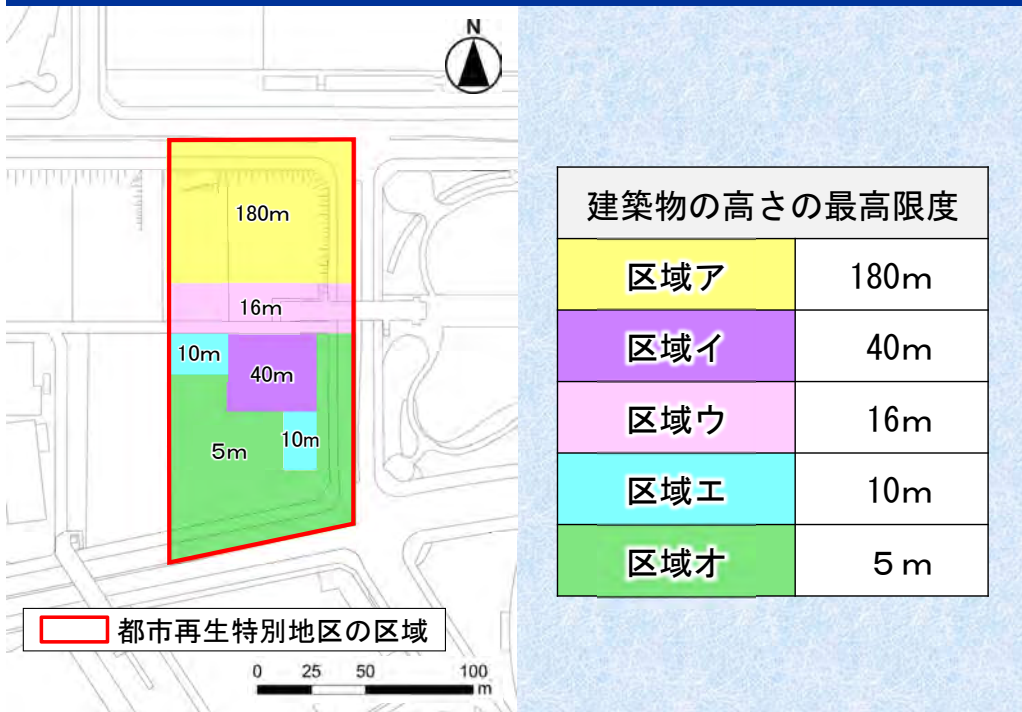 N
180m
16m
10m
40m
10m
5m
都市再生特別地区の区域
0 25 50 100
m
建築物の高さの最高限度
区域ア 180m
区域イ 40m
区域ウ 16m
区域エ 10m
区域オ 5m